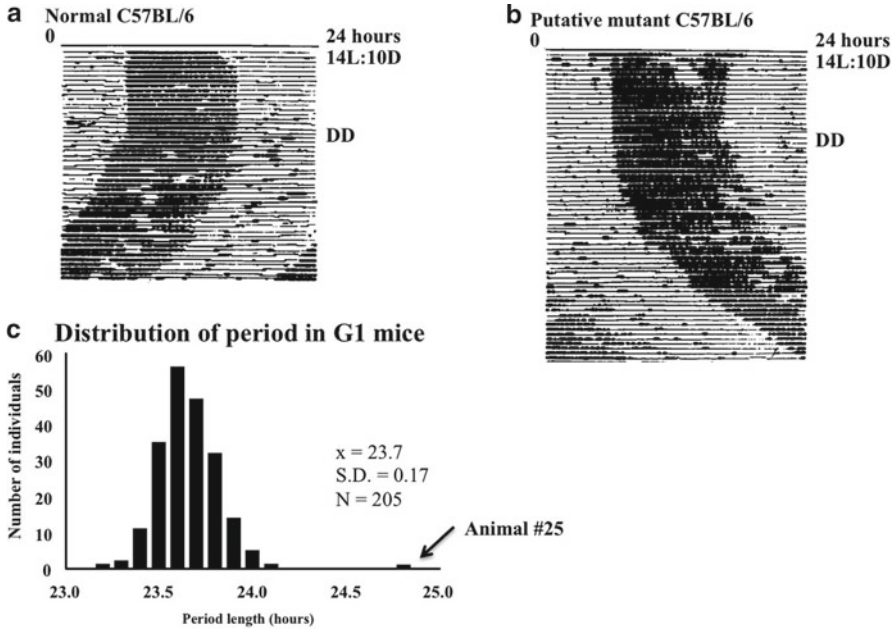 a
Normal C57BL/6
0
24 hours
14L:10D
DD
b
Putative mutant C57BL/6
0
24 hours
14L:10D
DD
c
Distribution of period in G1 mice
Number of individuals
60
50
40
30
20
10
0
x = 23.7
S.D. = 0.17
N = 205
Animal #25
23.0
23.5
24.0
24.5
25.0
Period length (hours)